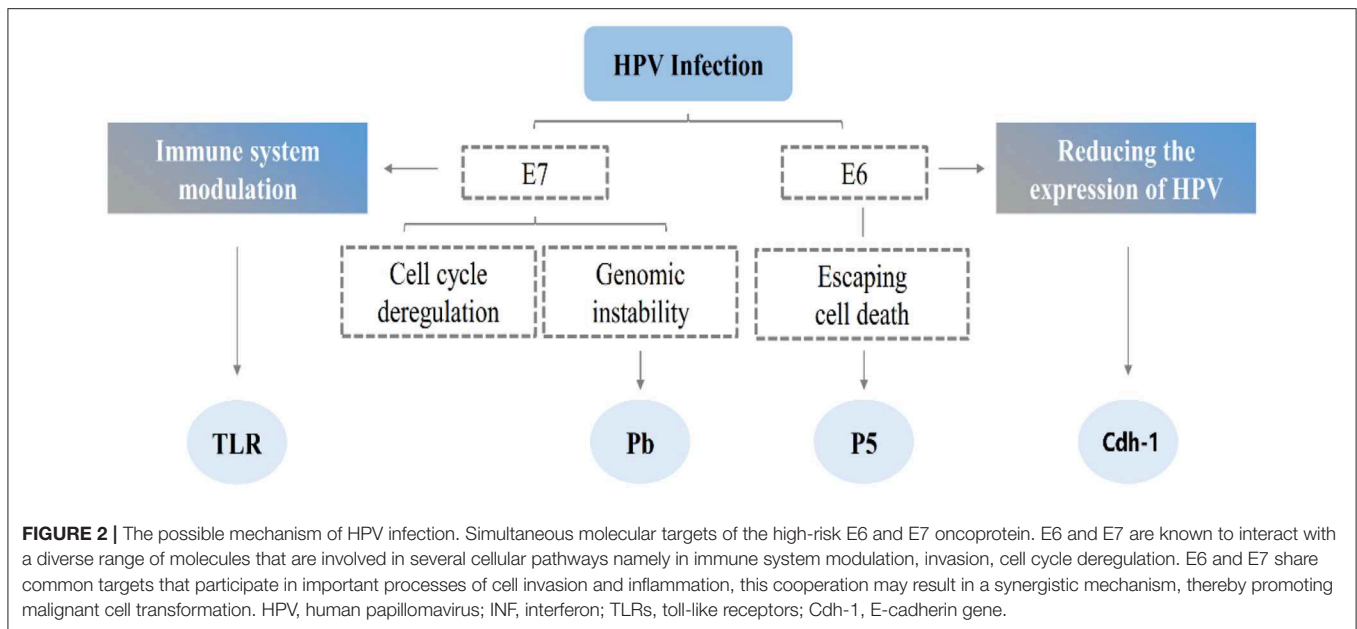 HPV Infection
Immune system
modulation
E7
E6
Reducing the
expression of HPV
Cell cycle
deregulation
Genomic
instability
Escaping
cell death
TLR
Pb
P5
Cdh-1
FIGURE 2 | The possible mechanism of HPV infection. Simultaneous molecular targets of the high-risk E6 and E7 oncoprotein. E6 and E7 are known to interact with
a diverse range of molecules that are involved in several cellular pathways namely in immune system modulation, invasion, cell cycle deregulation. E6 and E7 share
common targets that participate in important processes of cell invasion and inflammation, this cooperation may result in a synergistic mechanism, thereby promoting
malignant cell transformation. HPV, human papillomavirus; INF, interferon; TLRs, toll-like receptors; Cdh-1, E-cadherin gene.